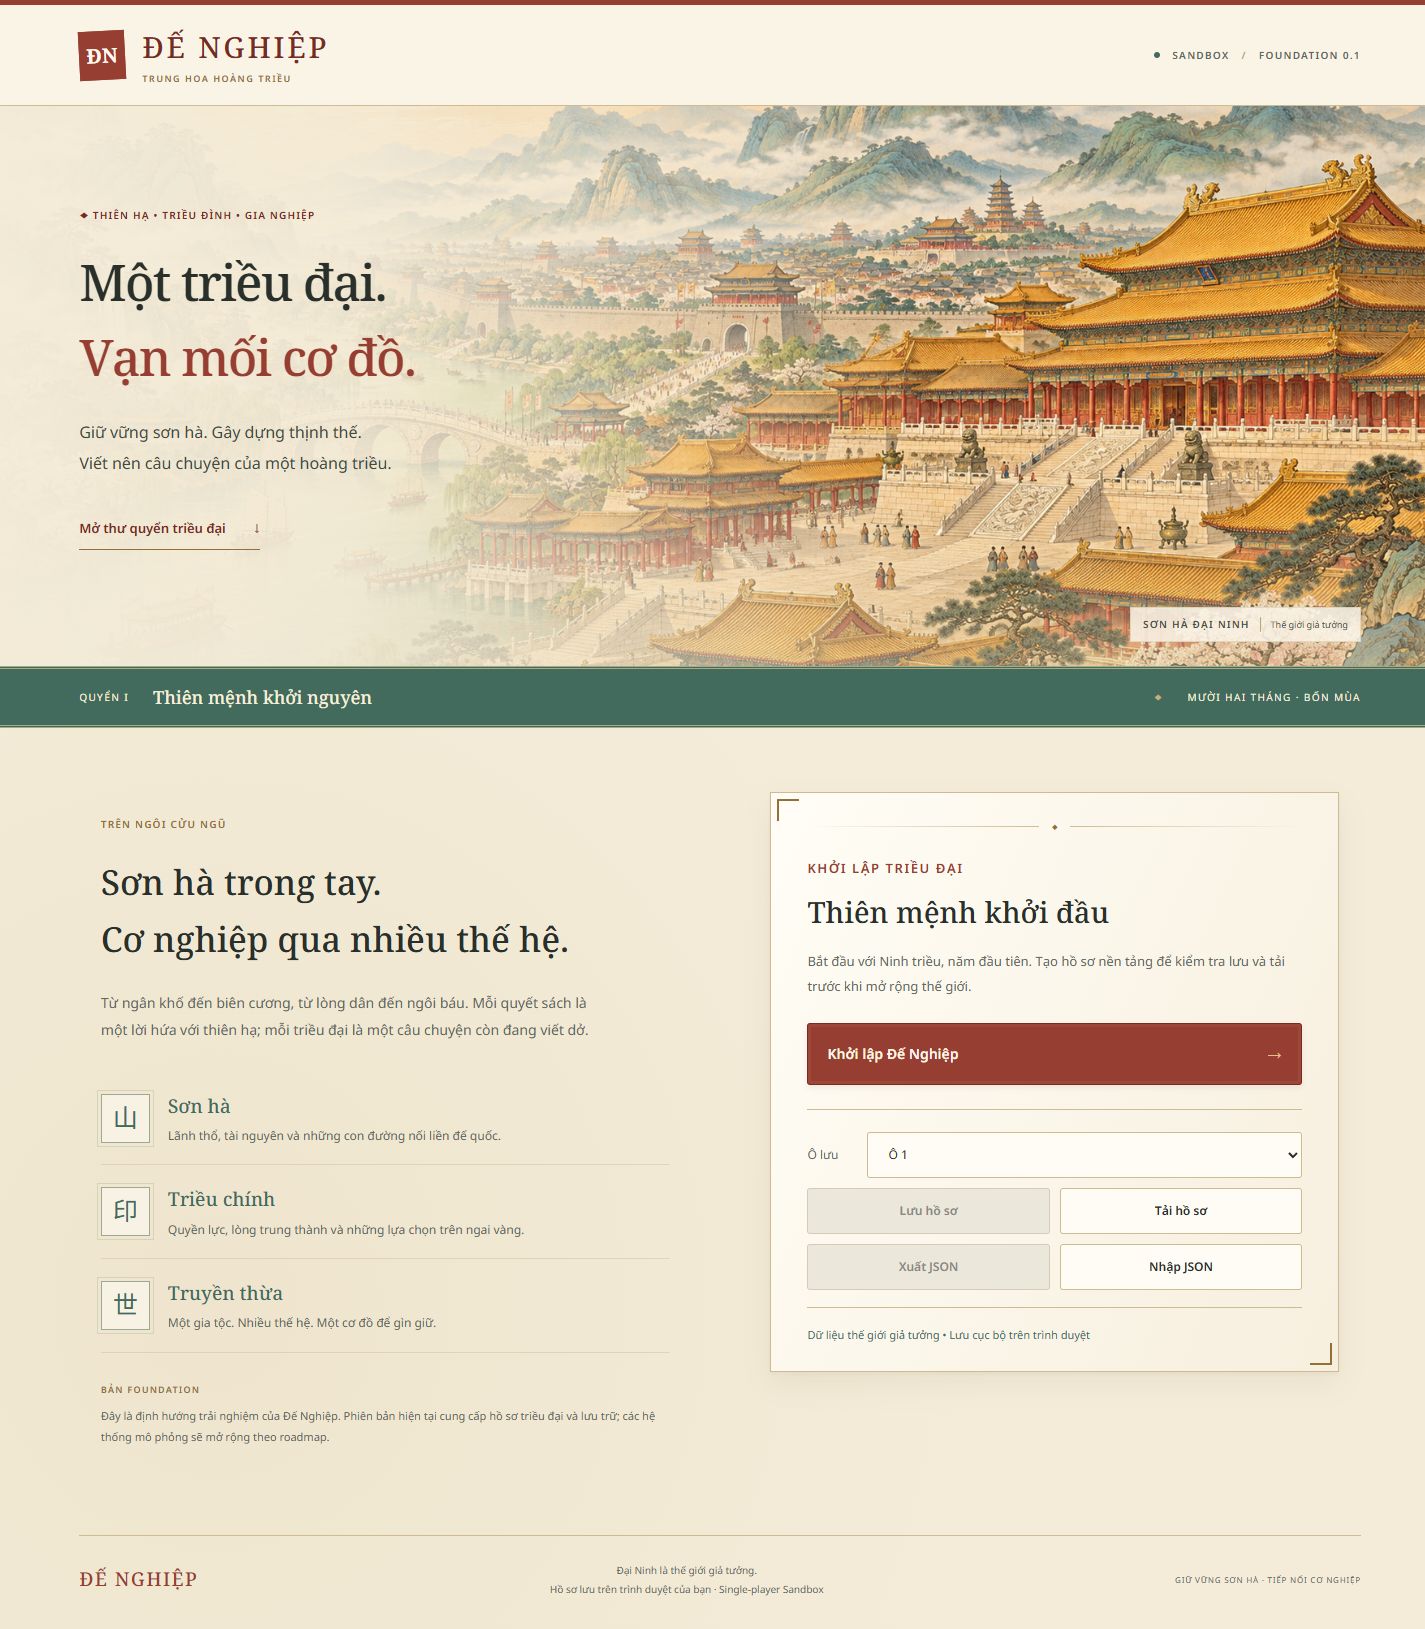 ĐN
ĐẾ NGHIỆP
TRUNG HOA HOÀNG TRIỀU
SANDBOX / FOUNDATION 0.1
THIÊN HẠ • TRIỀU ĐÌNH • GIA NGHIỆP
Một triều đại.
Vạn mối cơ đồ.
Giữ vững sơn hà. Gây dựng thịnh thế.
Viết nên câu chuyện của một hoàng triều.
Mở thư quyển triều đại ↓
SƠN HÀ ĐẠI NINH Thế giới giả tưởng
QUYỂN I Thiên mệnh khởi nguyên
MƯỜI HAI THÁNG · BỐN MÙA
TRÊN NGÔI CỬU NGŨ
Sơn hà trong tay.
Cơ nghiệp qua nhiều thế hệ.
Từ ngân khố đến biên cương, từ lòng dân đến ngôi báu. Mỗi quyết sách là
một lời hứa với thiên hạ; mỗi triều đại là một câu chuyện còn đang viết dở.
山
Sơn hà
Lãnh thổ, tài nguyên và những con đường nối liền đế quốc.
印
Triều chính
Quyền lực, lòng trung thành và những lựa chọn trên ngai vàng.
世
Truyền thừa
Một gia tộc. Nhiều thế hệ. Một cơ đồ để gìn giữ.
BẢN FOUNDATION
Đây là định hướng trải nghiệm của Đế Nghiệp. Phiên bản hiện tại cung cấp hồ sơ triều đại và lưu trữ; các hệ
thống mô phỏng sẽ mở rộng theo roadmap.
KHỞI LẬP TRIỀU ĐẠI
Thiên mệnh khởi đầu
Bắt đầu với Ninh triều, năm đầu tiên. Tạo hồ sơ nền tảng để kiểm tra lưu và tải
trước khi mở rộng thế giới.
Khởi lập Đế Nghiệp →
Ô lưu
Ô 1
Lưu hồ sơ
Tải hồ sơ
Xuất JSON
Nhập JSON
Dữ liệu thế giới giả tưởng • Lưu cục bộ trên trình duyệt
ĐẾ NGHIỆP
Đại Ninh là thế giới giả tưởng.
Hồ sơ lưu trên trình duyệt của bạn · Single-player Sandbox
GIỮ VỮNG SƠN HÀ · TIẾP NỐI CƠ NGHIỆP